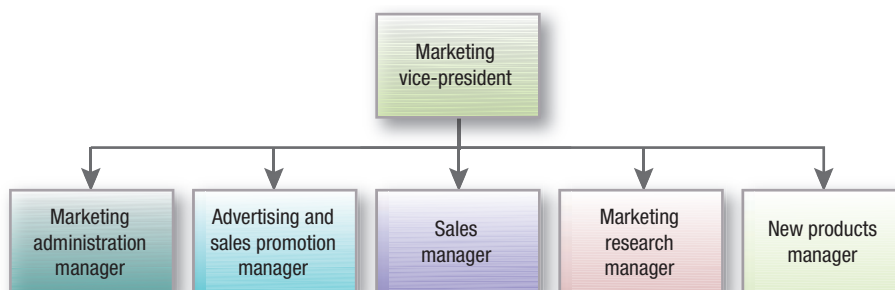 Marketing
vice-president
Marketing
administration
manager
Advertising and
sales promotion
manager
Sales
manager
Marketing
research
manager
New products
manager